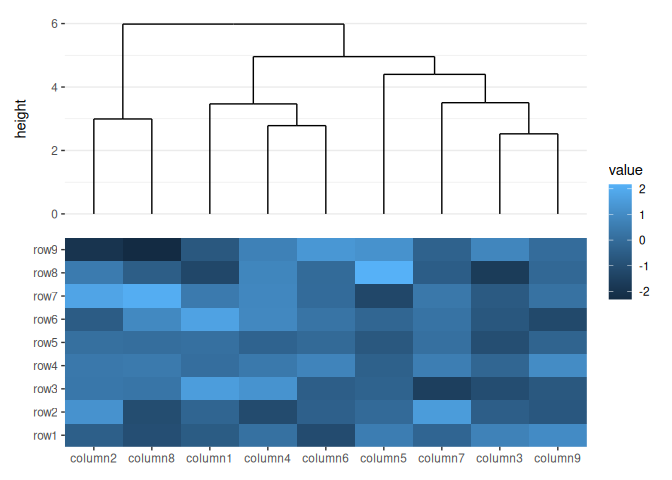 6
4
2
0
height
value
2
1
0
-1
-2
row9
row8
row7
row6
row5
row4
row3
row2
row1
column2 column8 column1 column4 column6 column5 column7 column3 column9